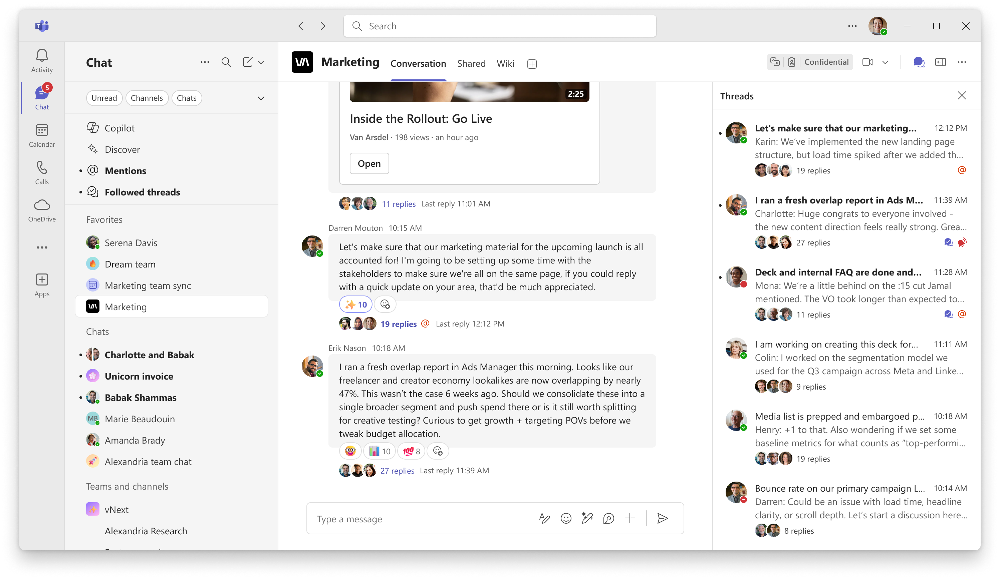 Search
Activity
5
Chat
Calendar
Calls
OneDrive
Apps
Chat
Unread
Channels
Chats
Copilot
Discover
Mentions
Followed threads
Favorites
Serena Davis
Dream team
Marketing team sync
Marketing
Chats
Charlotte and Babak
Unicorn invoice
Babak Shammas
MB
Marie Beaudouin
Amanda Brady
Alexandria team chat
Teams and channels
vNext
Alexandria Research
Marketing
Conversation
Shared
Wiki
Confidential
2:25
Inside the Rollout: Go Live
Van Arsdel · 198 views · an hour ago
Open
11 replies Last reply 11:01 AM
Darren Mouton 10:15 AM
Let's make sure that our marketing material for the upcoming launch is all
accounted for! I'm going to be setting up some time with the
stakeholders to make sure we're all on the same page, if you could reply
with a quick update on your area, that'd be much appreciated.
10
19 replies @ Last reply 12:12 PM
Erik Nason 10:18 AM
I ran a fresh overlap report in Ads Manager this morning. Looks like our
freelancer and creator economy lookalikes are now overlapping by nearly
47%. This wasn’t the case 6 weeks ago. Should we consolidate these into a
single broader segment and push spend there or is it still worth splitting
for creative testing? Curious to get growth + targeting POVs before we
tweak budget allocation.
10
100 8
27 replies Last reply 11:39 AM
Type a message
Threads
Let's make sure that our marketing... 12:12 PM
Karin: We’ve implemented the new landing page
structure, but load time spiked after we added th...
19 replies @
I ran a fresh overlap report in Ads M... 11:39 AM
Charlotte: Huge congrats to everyone involved -
the new content direction feels really strong. Grea...
27 replies
Deck and internal FAQ are done and... 11:28 AM
Mona: We’re a little behind on the :15 cut Jamal
mentioned. The VO took longer than expected to...
11 replies @
I am working on creating this deck for... 11:11 AM
Colin: I worked on the segmentation model we
used for the Q3 campaign across Meta and Linke...
9 replies
Media list is prepped and embargoed p... 10:18 AM
Henry: +1 to that. Also wondering if we set some
baseline metrics for what counts as “top-performi...
19 replies
Bounce rate on our primary campaign L... 10:14 AM
Darren: Could be an issue with load time, headline
clarity, or scroll depth. Let’s start a discussion here...
8 replies